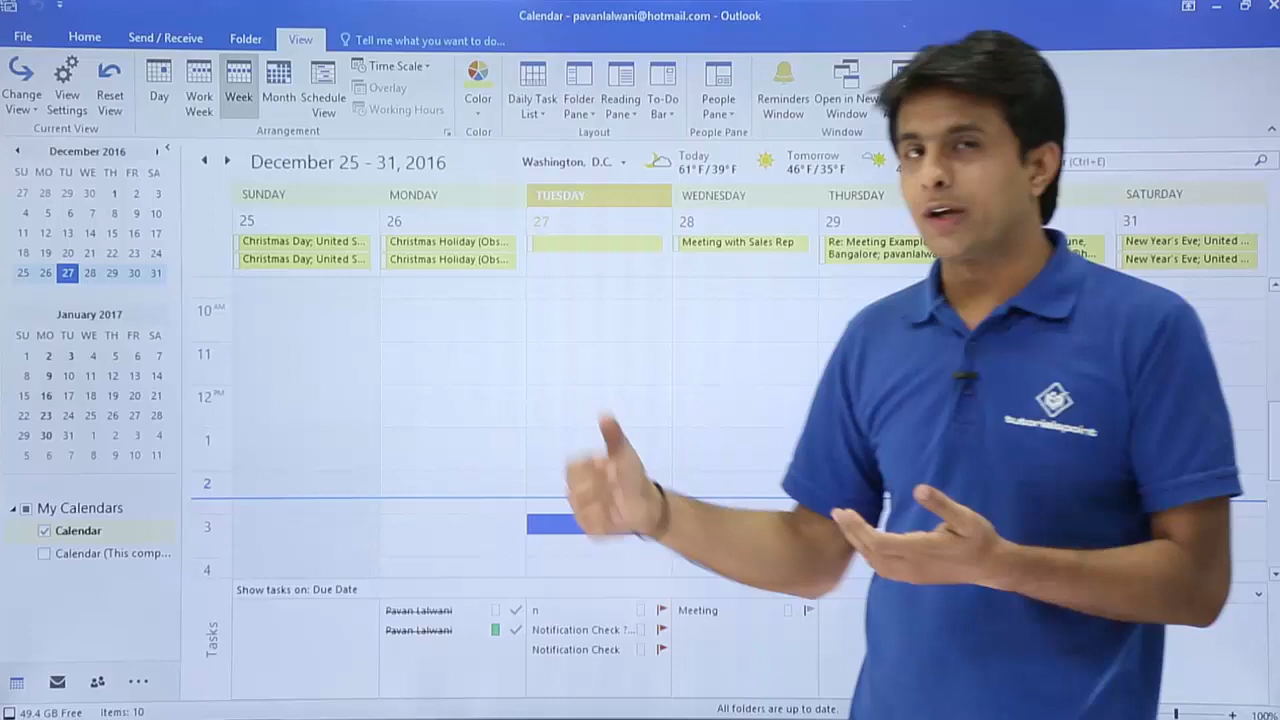 Calendar - pavanlalwani@hotmail.com - Outlook
File Home Send / Receive Folder View Tell me what you want to do...
Change View View Settings Reset View
Day Work Week Week Month Schedule View
Time Scale
Overlay
Working Hours
Color
Daily Task List Folder Pane Reading Pane To-Do Bar
People Pane
Reminders Window Open in New Window
Current View Arrangement Color Layout People Pane Window
December 2016
SU MO TU WE TH FR SA
27 28 29 30 1 2 3
4 5 6 7 8 9 10
11 12 13 14 15 16 17
18 19 20 21 22 23 24
25 26 27 28 29 30 31
January 2017
SU MO TU WE TH FR SA
1 2 3 4 5 6 7
8 9 10 11 12 13 14
15 16 17 18 19 20 21
22 23 24 25 26 27 28
29 30 31 1 2 3 4
5 6 7 8 9 10 11
My Calendars
Calendar
Calendar (This comp...
December 25 - 31, 2016
Washington, D.C.
Today
61°F/39°F
Tomorrow
46°F/35°F
(Ctrl+E)
SUNDAY MONDAY TUESDAY WEDNESDAY THURSDAY SATURDAY
25 26 27 28 29 31
Christmas Day; United S...
Christmas Day; United S...
Christmas Holiday (Obs...
Christmas Holiday (Obs...
Meeting with Sales Rep
Re: Meeting Exampl
Bangalore; pavanlalwa
New Year's Eve; United ...
New Year's Eve; United ...
10 AM
11
12 PM
1
2
3
4
Show tasks on: Due Date
Tasks
Pavan Lalwani
Pavan Lalwani
n
Notification Check ?...
Notification Check
Meeting
tutorialspoint
49.4 GB Free Items: 10
All folders are up to date.
100%